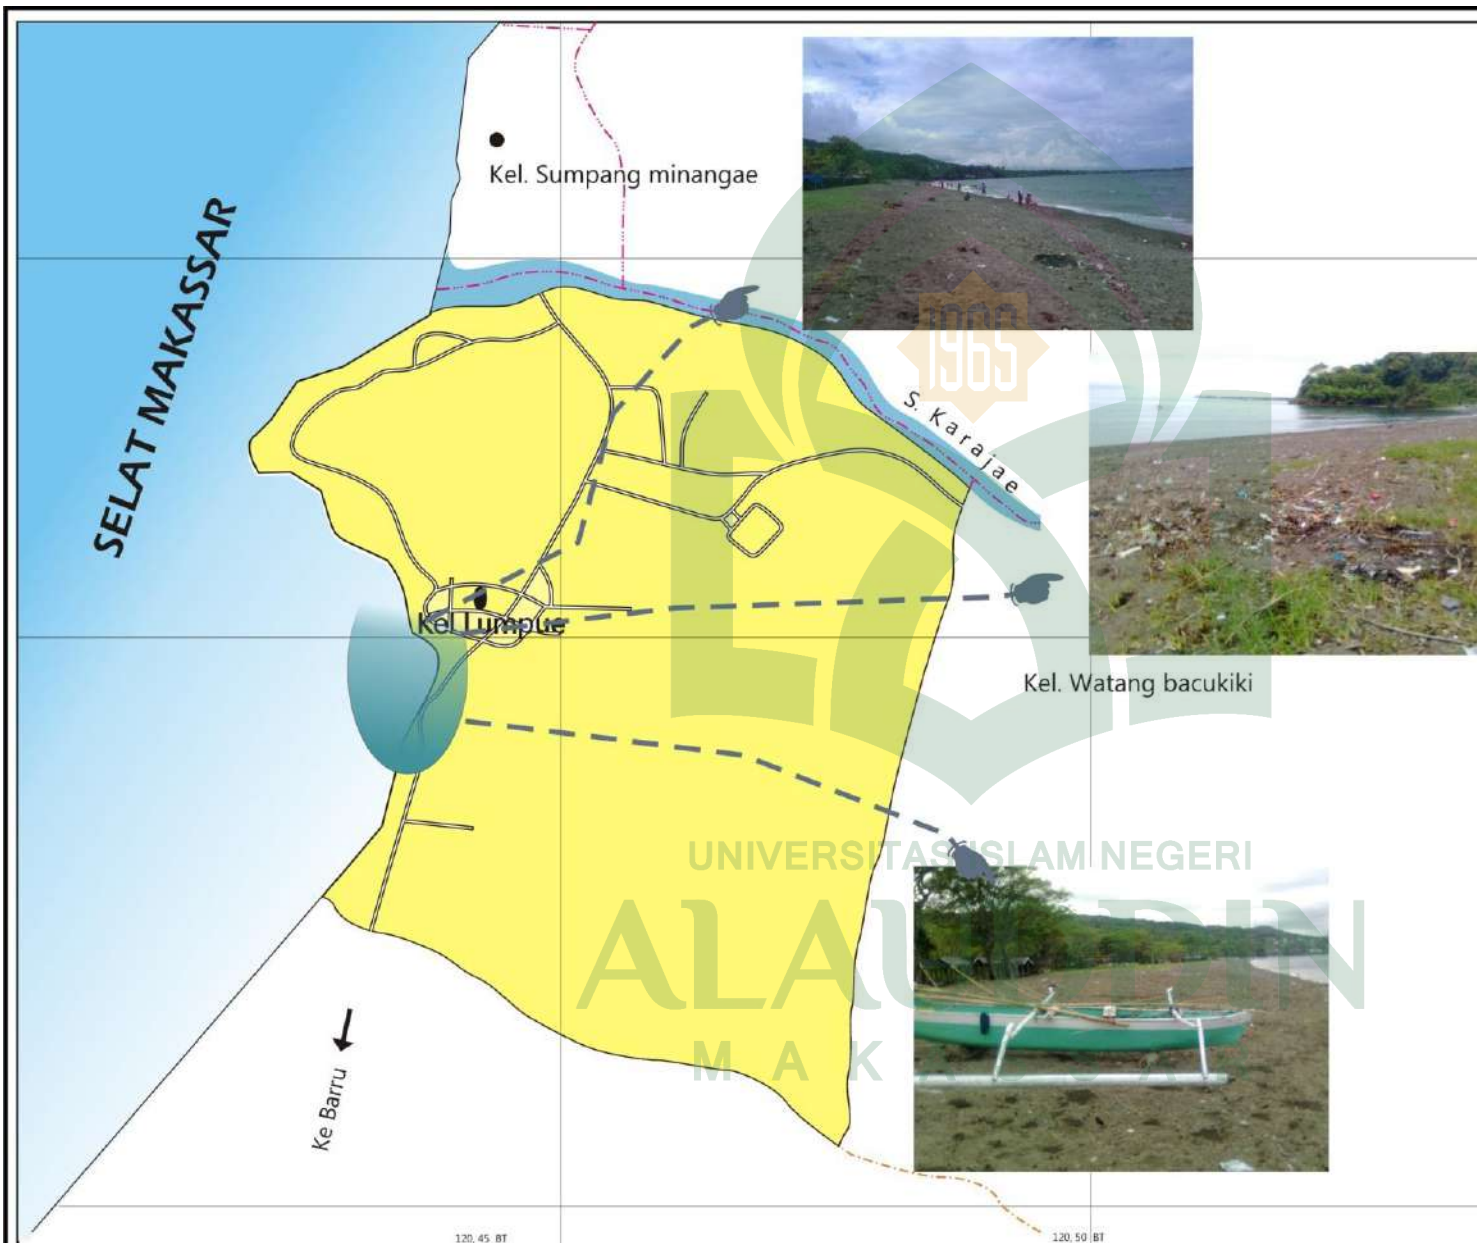 Kel. Sumpang minangae
SELAT MAKASSAR
1965
S. Karajae
Kel Lumpue
Kel. Watang bacukiki
UNIVERSITAS ISLAM NEGERI
ALAUDDIN
MAKASSAR
Ke Barru
120, 45 BT
120, 50 BT